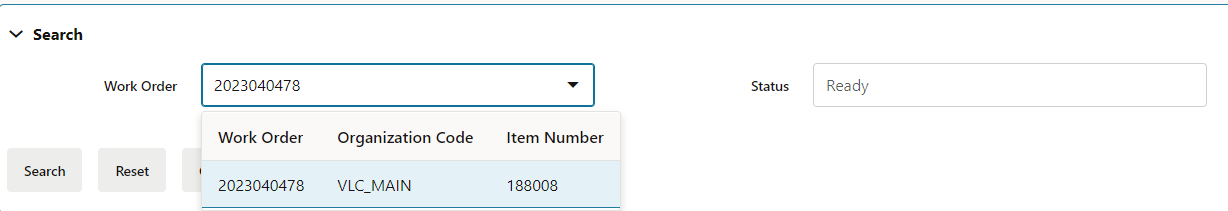 Search
Work Order 2023040478 Status Ready
Work Order Organization Code Item Number
Search Reset
2023040478 VLC_MAIN 188008